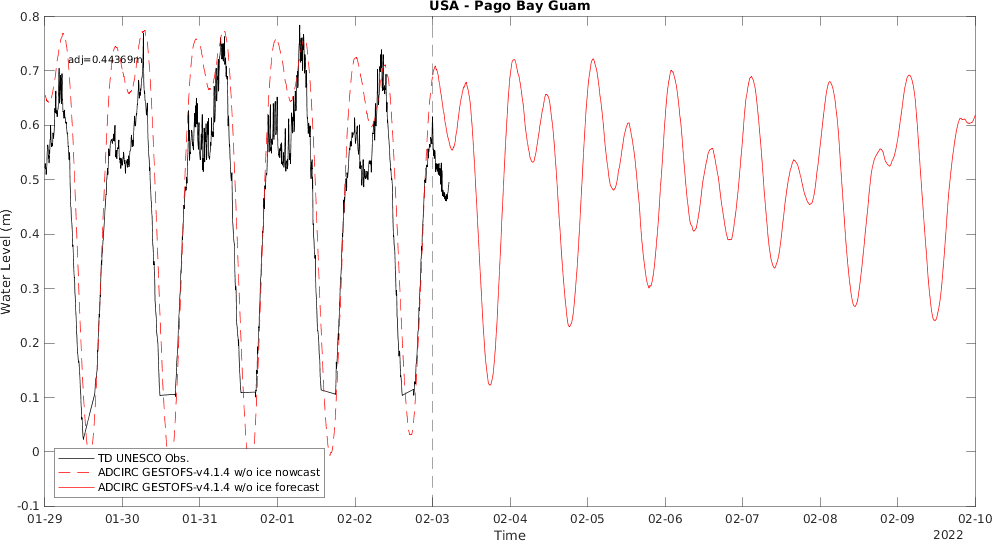 USA - Pago Bay Guam
0.8
0.7
0.6
0.5
0.4
0.3
0.2
0.1
0
-0.1
Water Level (m)
adj=0.44369m
TD UNESCO Obs.
ADCIRC GESTOFS-v4.1.4 w/o ice nowcast
ADCIRC GESTOFS-v4.1.4 w/o ice forecast
01-29 01-30 01-31 02-01 02-02 02-03 02-04 02-05 02-06 02-07 02-08 02-09 02-10
Time
2022